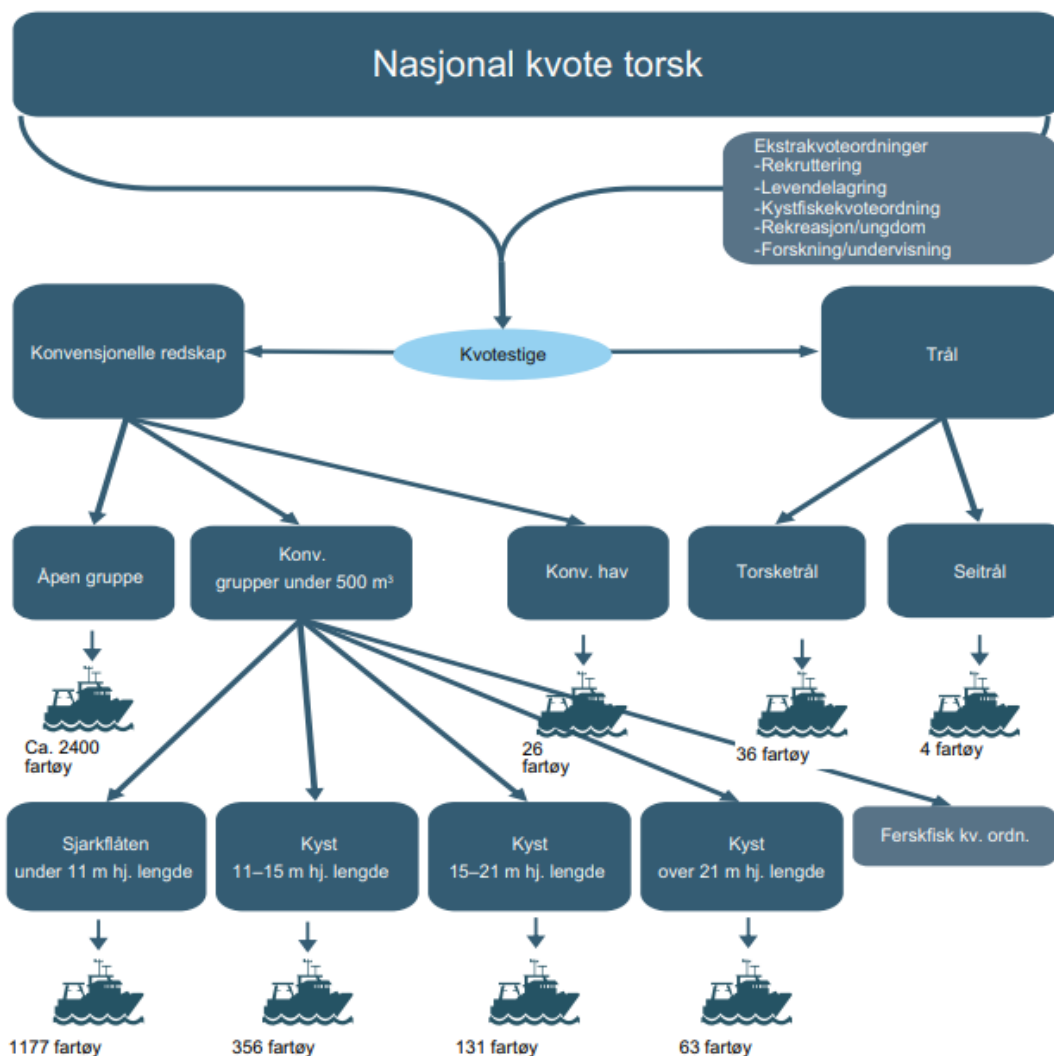 Nasjonal kvote torsk
Ekstrakvoteordninger
-Rekruttering
-Levendelagring
-Kystfiskekvoteordning
-Rekreasjon/ungdom
-Forskning/undervisning
Konvensjonelle redskap
Kvotestige
Trål
Åpen gruppe
Konv.
grupper under 500 m³
Konv. hav
Torsketrål
Seitrål
Ca. 2400
fartøy
26
fartøy
36 fartøy
4 fartøy
Sjarkflåten
under 11 m hj. lengde
Kyst
11–15 m hj. lengde
Kyst
15–21 m hj. lengde
Kyst
over 21 m hj. lengde
Ferskfisk kv. ordn.
1177 fartøy
356 fartøy
131 fartøy
63 fartøy